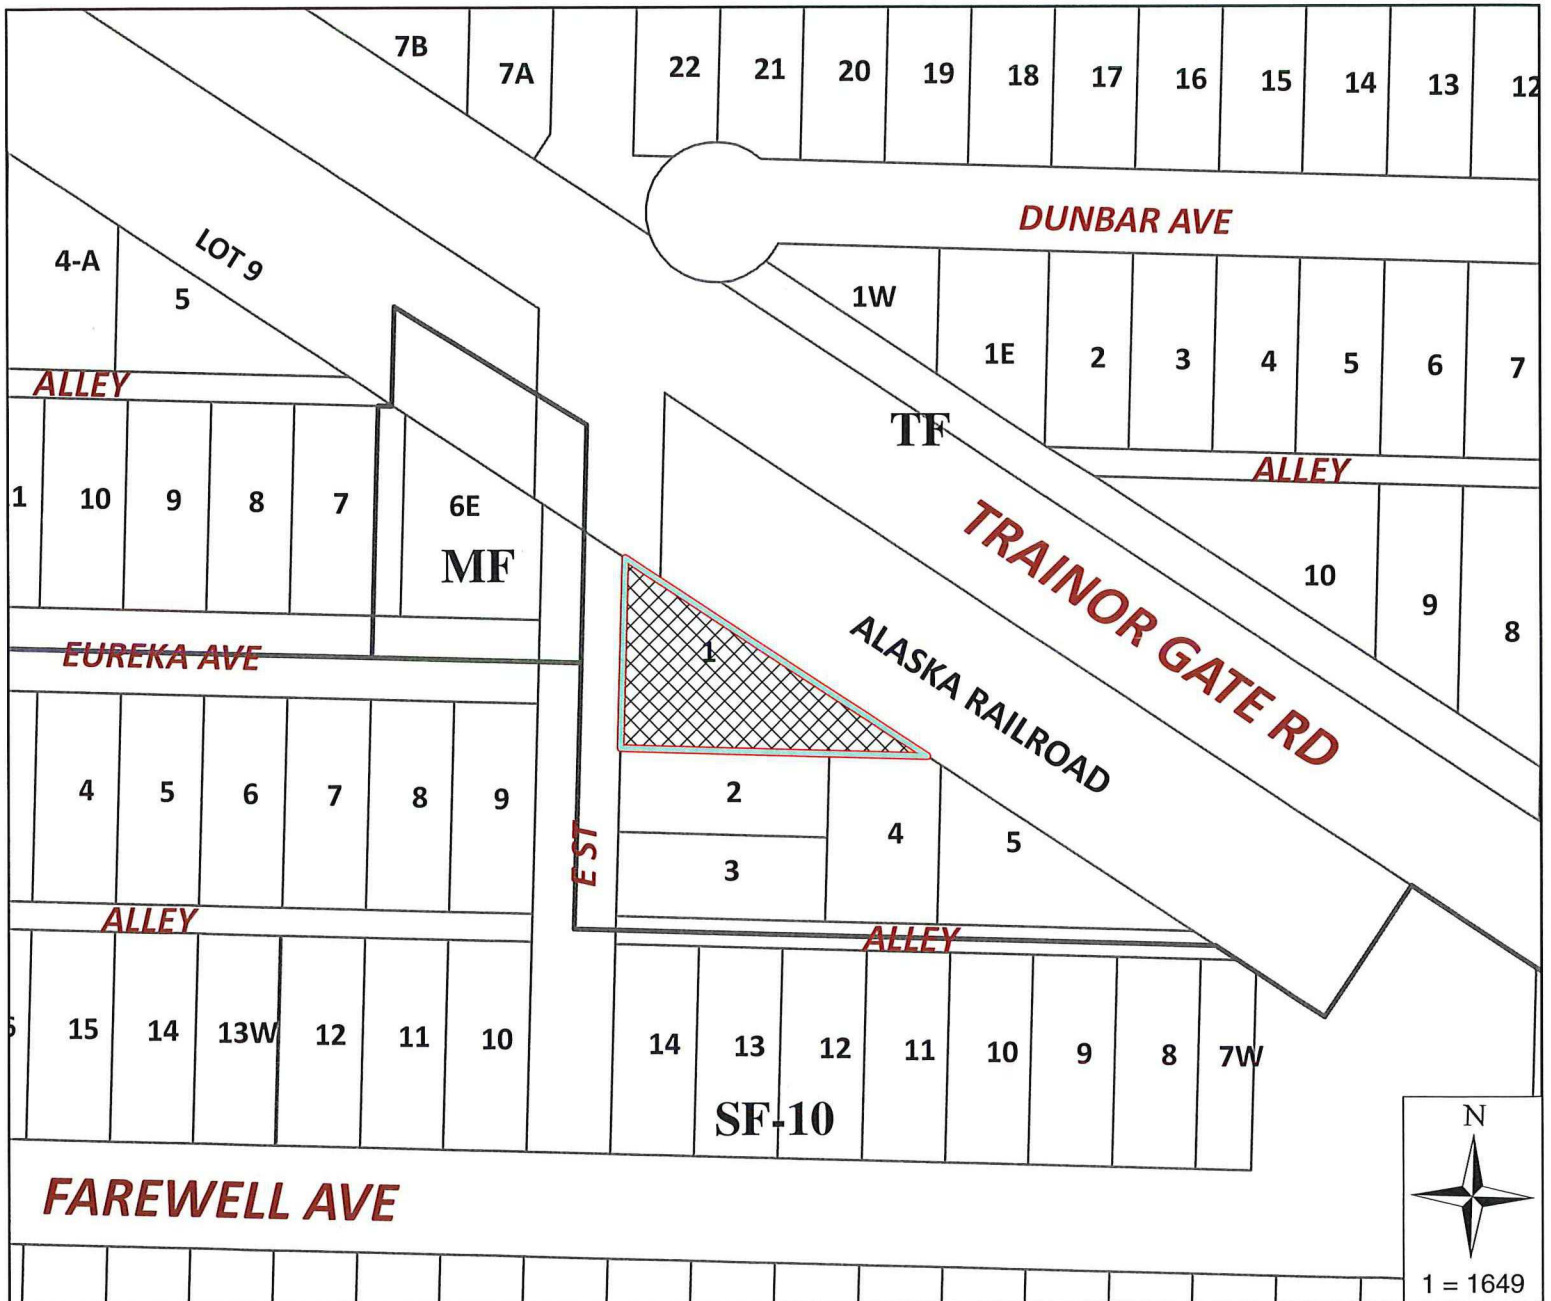 7B
7A
22 21 20 19 18 17 16 15 14 13 12
DUNBAR AVE
4-A
LOT 9
5
1W
1E 2 3 4 5 6 7
ALLEY
TF
ALLEY
1 10 9 8 7 6E
MF
TRAINOR GATE RD
10 9 8
EUREKA AVE
1
ALASKA RAILROAD
4 5 6 7 8 9
2
3
4
5
E ST
ALLEY
ALLEY
15 14 13W 12 11 10
14 13 12 11 10 9 8 7W
SF-10
FAREWELL AVE
N
1 = 1649